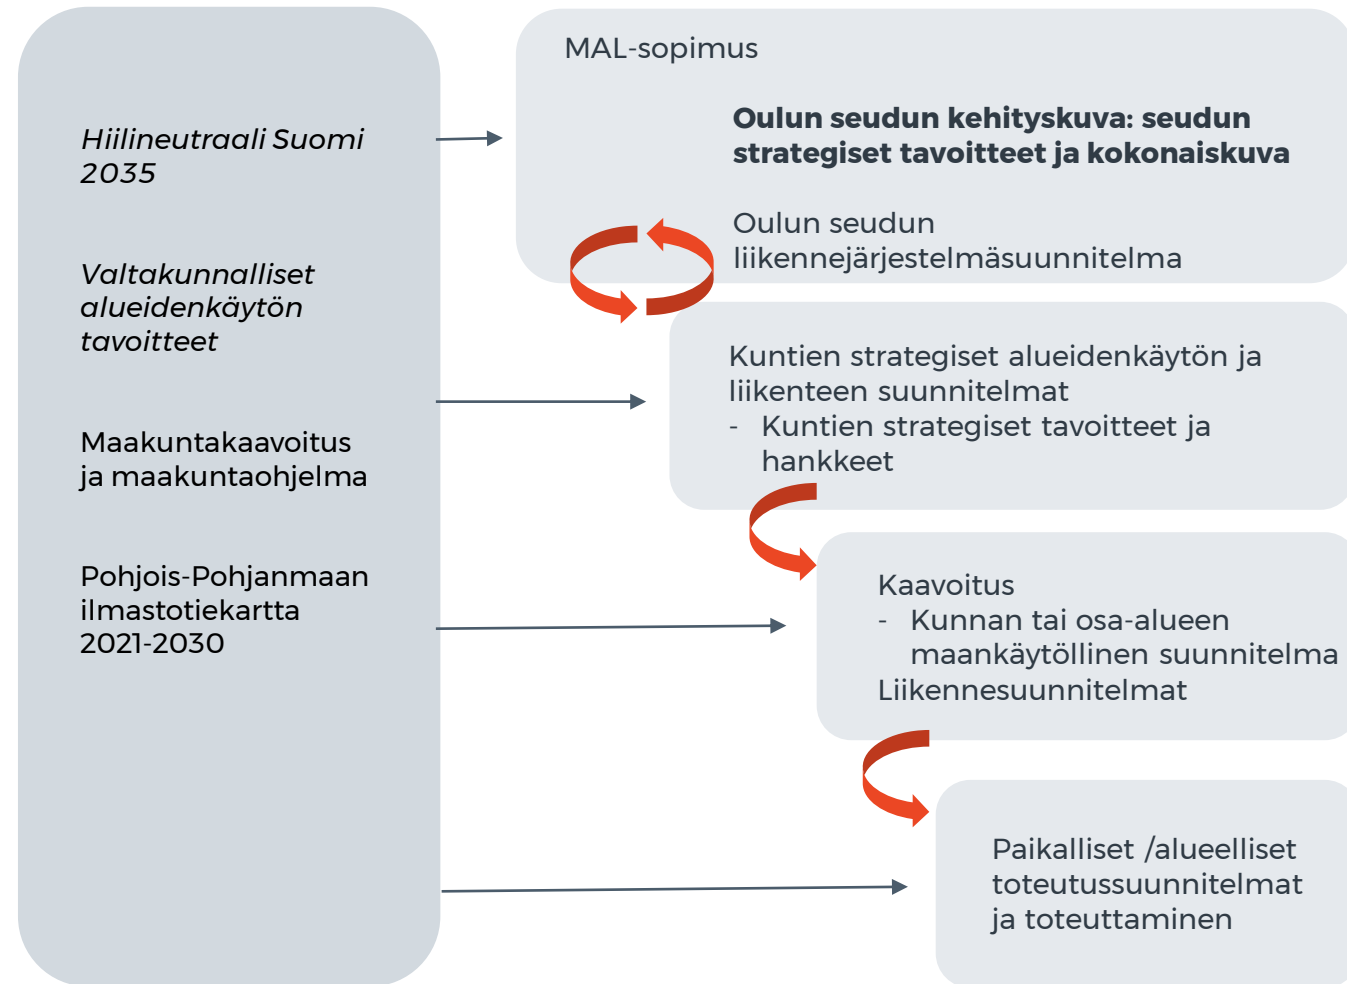 Hiilineutraali Suomi
2035
Valtakunnalliset
alueidenkäytön
tavoitteet
Maakuntakaavoitus
ja maakuntaohjelma
Pohjois-Pohjanmaan
ilmastotiekartta
2021-2030
MAL-sopimus
Oulun seudun kehityskuva: seudun
strategiset tavoitteet ja kokonaiskuva
Oulun seudun
liikennejärjestelmäsuunnitelma
Kuntien strategiset alueidenkäytön ja
liikenteen suunnitelmat
- Kuntien strategiset tavoitteet ja
hankkeet
Kaavoitus
- Kunnan tai osa-alueen
maankäytöllinen suunnitelma
Liikennesuunnitelmat
Paikalliset /alueelliset
toteutussuunnitelmat
ja toteuttaminen